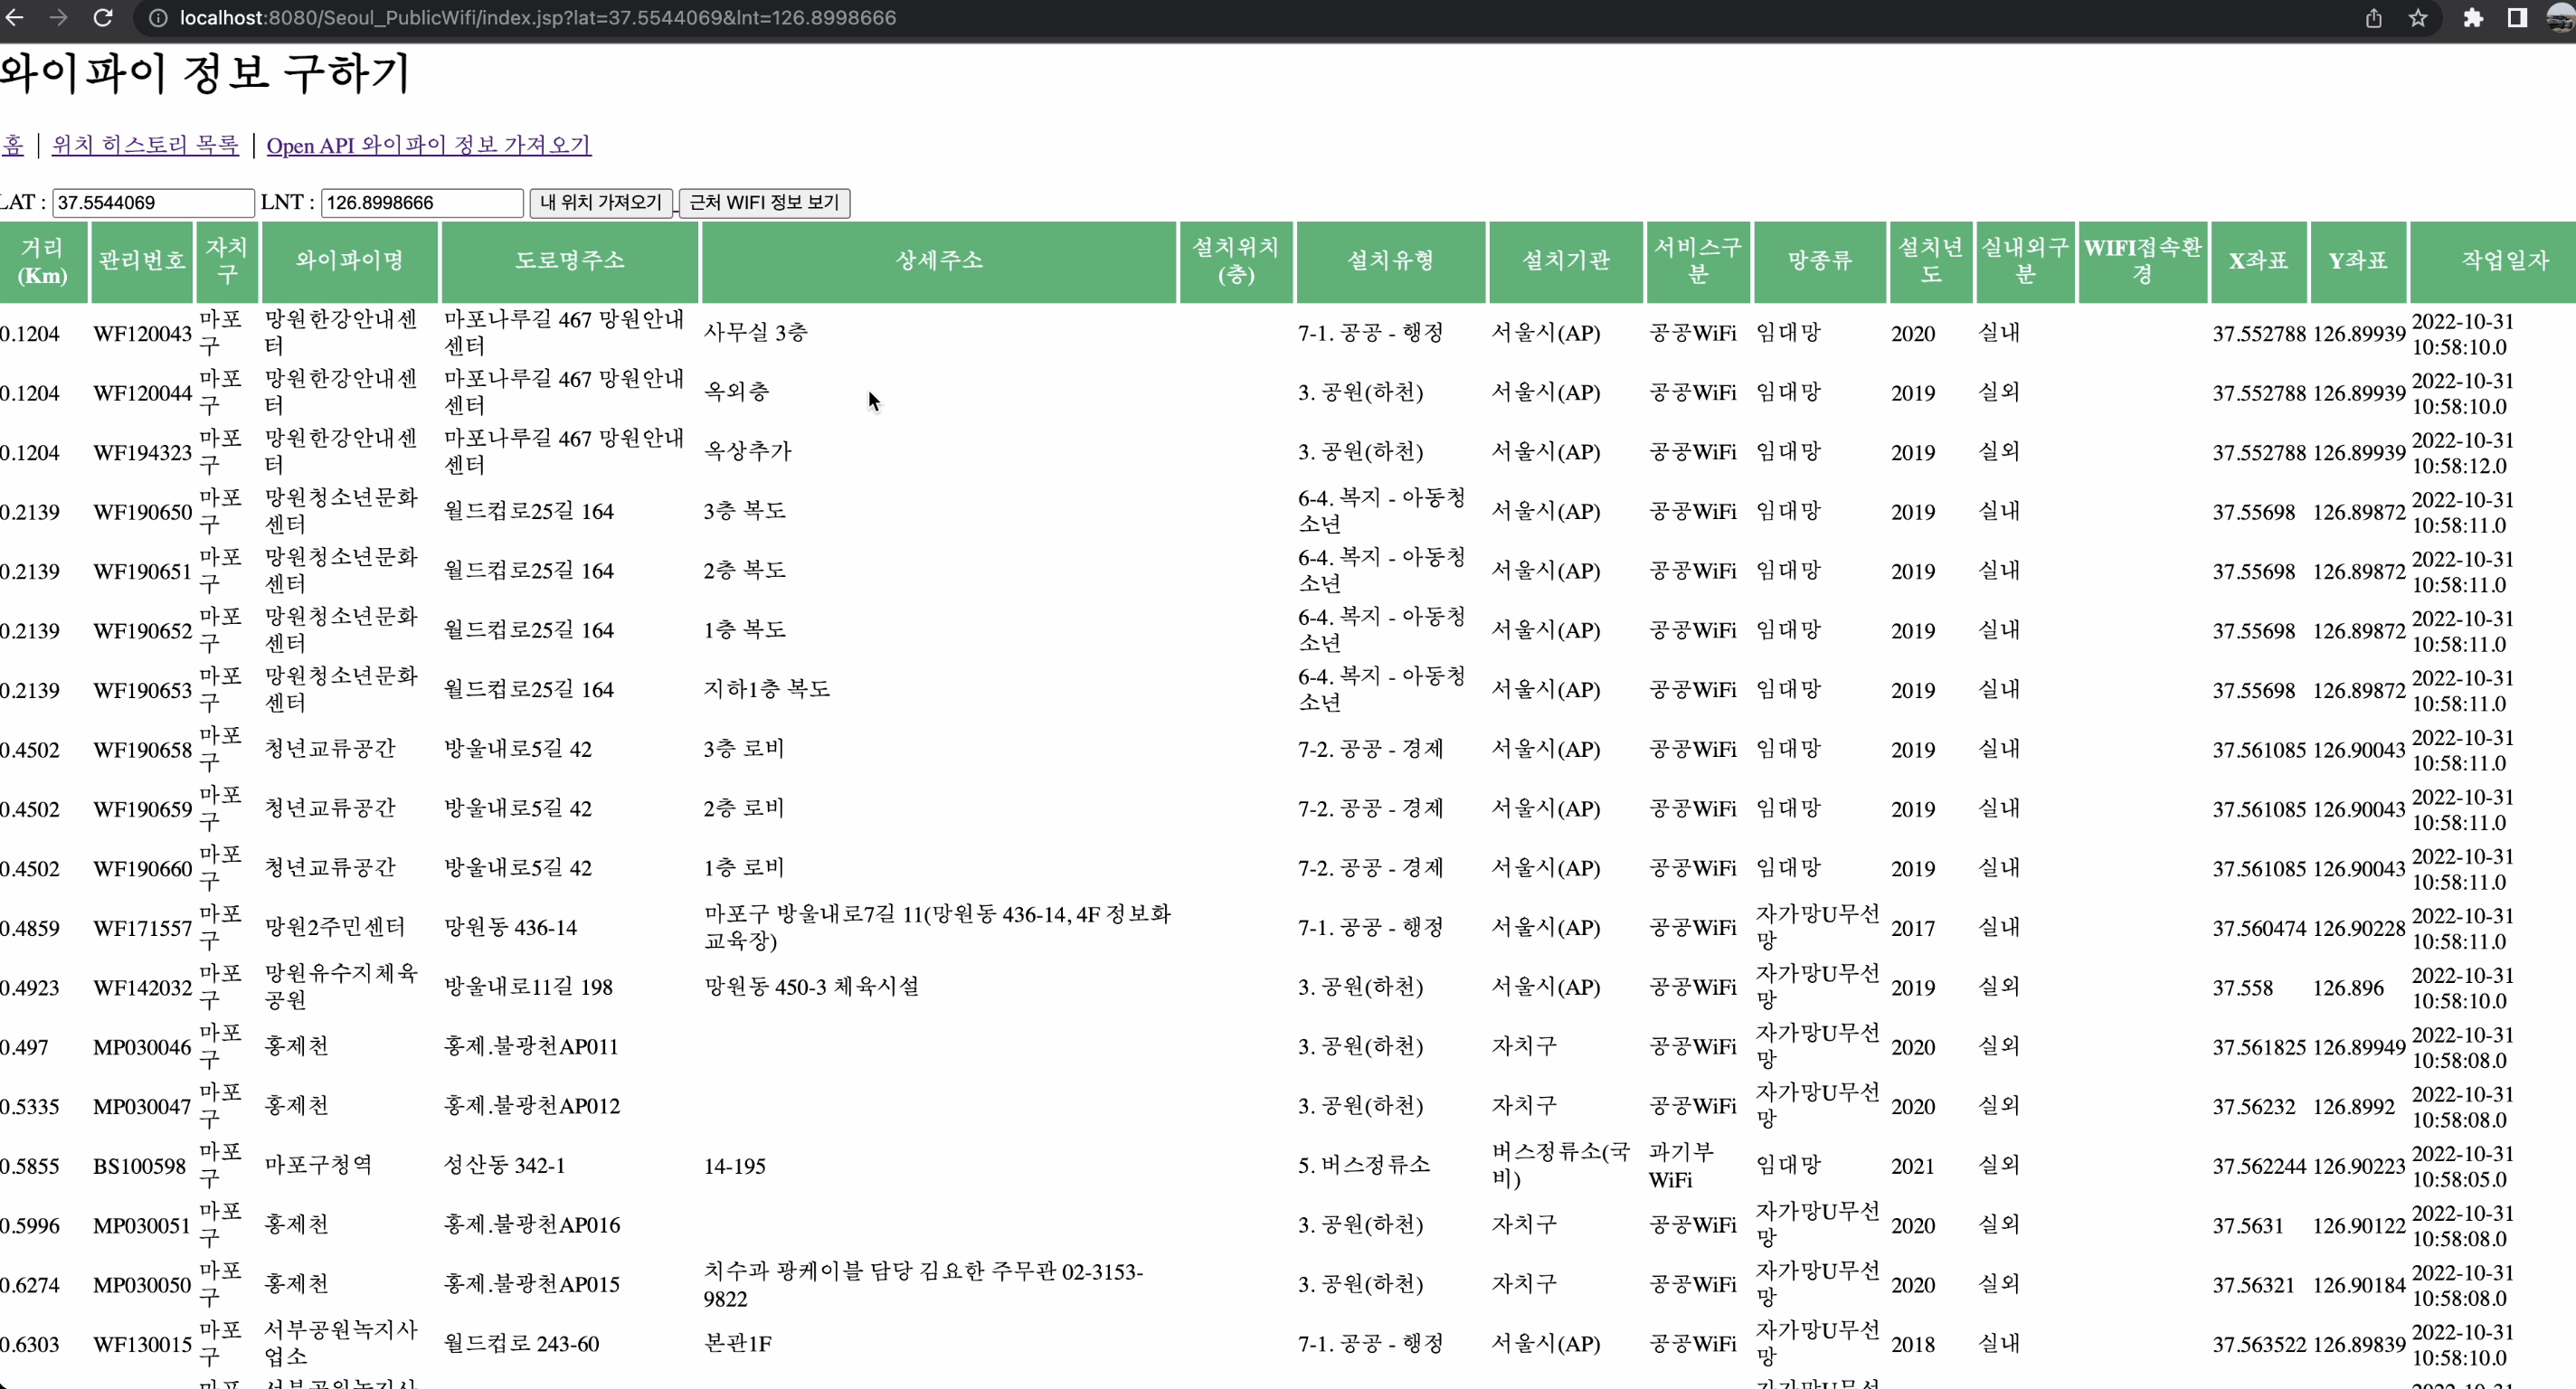 localhost:8080/Seoul_PublicWifi/index.jsp?lat=37.5544069&lnt=126.8998666
와이파이 정보 구하기
홈 | 위치 히스토리 목록 | Open API 와이파이 정보 가져오기
LAT : 37.5544069 LNT : 126.8998666 내 위치 가져오기 근처 WIFI 정보 보기
거리(Km) 관리번호 자치구 와이파이명 도로명주소 상세주소 설치위치(층) 설치유형 설치기관 서비스구분 망종류 설치년도 실내외구분 WIFI접속환경 X좌표 Y좌표 작업일자
0.1204 WF120043 마포구 망원한강안내센터 마포나루길 467 망원안내센터 사무실 3층 7-1. 공공 - 행정 서울시(AP) 공공WiFi 임대망 2020 실내 37.552788 126.89939 2022-10-31 10:58:10.0
0.1204 WF120044 마포구 망원한강안내센터 마포나루길 467 망원안내센터 옥외층 3. 공원(하천) 서울시(AP) 공공WiFi 임대망 2019 실외 37.552788 126.89939 2022-10-31 10:58:10.0
0.1204 WF194323 마포구 망원한강안내센터 마포나루길 467 망원안내센터 옥상추가 3. 공원(하천) 서울시(AP) 공공WiFi 임대망 2019 실외 37.552788 126.89939 2022-10-31 10:58:12.0
0.2139 WF190650 마포구 망원청소년문화센터 월드컵로25길 164 3층 복도 6-4. 복지 - 아동청소년 서울시(AP) 공공WiFi 임대망 2019 실내 37.55698 126.89872 2022-10-31 10:58:11.0
0.2139 WF190651 마포구 망원청소년문화센터 월드컵로25길 164 2층 복도 6-4. 복지 - 아동청소년 서울시(AP) 공공WiFi 임대망 2019 실내 37.55698 126.89872 2022-10-31 10:58:11.0
0.2139 WF190652 마포구 망원청소년문화센터 월드컵로25길 164 1층 복도 6-4. 복지 - 아동청소년 서울시(AP) 공공WiFi 임대망 2019 실내 37.55698 126.89872 2022-10-31 10:58:11.0
0.2139 WF190653 마포구 망원청소년문화센터 월드컵로25길 164 지하1층 복도 6-4. 복지 - 아동청소년 서울시(AP) 공공WiFi 임대망 2019 실내 37.55698 126.89872 2022-10-31 10:58:11.0
0.4502 WF190658 마포구 청년교류공간 방울내로5길 42 3층 로비 7-2. 공공 - 경제 서울시(AP) 공공WiFi 임대망 2019 실내 37.561085 126.90043 2022-10-31 10:58:11.0
0.4502 WF190659 마포구 청년교류공간 방울내로5길 42 2층 로비 7-2. 공공 - 경제 서울시(AP) 공공WiFi 임대망 2019 실내 37.561085 126.90043 2022-10-31 10:58:11.0
0.4502 WF190660 마포구 청년교류공간 방울내로5길 42 1층 로비 7-2. 공공 - 경제 서울시(AP) 공공WiFi 임대망 2019 실내 37.561085 126.90043 2022-10-31 10:58:11.0
0.4859 WF171557 마포구 망원2주민센터 망원동 436-14 마포구 방울내로7길 11(망원동 436-14, 4F 정보화교육장) 7-1. 공공 - 행정 서울시(AP) 공공WiFi 자가망U무선망 2017 실내 37.560474 126.90228 2022-10-31 10:58:11.0
0.4923 WF142032 마포구 망원유수지체육공원 방울내로11길 198 망원동 450-3 체육시설 3. 공원(하천) 서울시(AP) 공공WiFi 자가망U무선망 2019 실외 37.558 126.896 2022-10-31 10:58:10.0
0.497 MP030046 마포구 홍제천 홍제.불광천AP011 3. 공원(하천) 자치구 공공WiFi 자가망U무선망 2020 실외 37.561825 126.89949 2022-10-31 10:58:08.0
0.5335 MP030047 마포구 홍제천 홍제.불광천AP012 3. 공원(하천) 자치구 공공WiFi 자가망U무선망 2020 실외 37.56232 126.8992 2022-10-31 10:58:08.0
0.5855 BS100598 마포구 마포구청역 성산동 342-1 14-195 5. 버스정류소 버스정류소(국비) 과기부WiFi 임대망 2021 실외 37.562244 126.90223 2022-10-31 10:58:05.0
0.5996 MP030051 마포구 홍제천 홍제.불광천AP016 3. 공원(하천) 자치구 공공WiFi 자가망U무선망 2020 실외 37.5631 126.90122 2022-10-31 10:58:08.0
0.6274 MP030050 마포구 홍제천 홍제.불광천AP015 치수과 광케이블 담당 김요한 주무관 02-3153-9822 3. 공원(하천) 자치구 공공WiFi 자가망U무선망 2020 실외 37.56321 126.90184 2022-10-31 10:58:08.0
0.6303 WF130015 마포구 서부공원녹지사업소 월드컵로 243-60 본관1F 7-1. 공공 - 행정 서울시(AP) 공공WiFi 자가망U무선망 2018 실내 37.563522 126.89839 2022-10-31 10:58:10.0